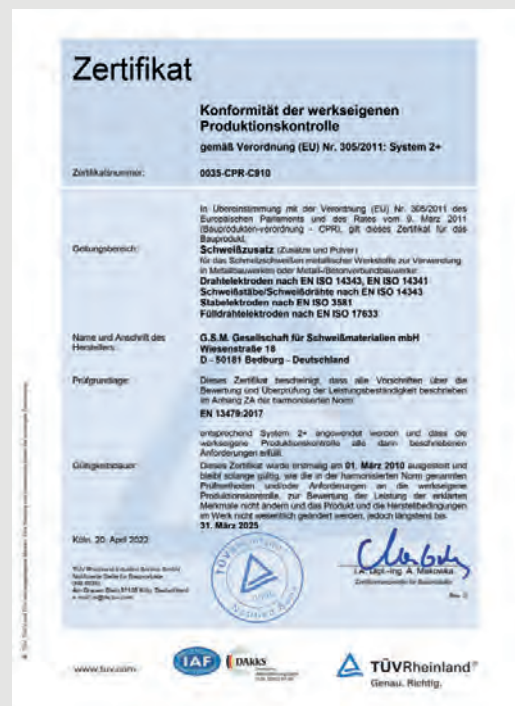 Zertifikat
Konformität der werkseigenen
Produktionskontrolle
gemäß Verordnung (EU) Nr. 305/2011: System 2+
Zertifikatsnummer:
0035-CPR-C910
In Übereinstimmung mit der Verordnung (EU) Nr. 305/2011 des
Europäischen Parlaments und des Rates vom 9. März 2011
(Bauprodukten-verordnung - CPR), gilt dieses Zertifikat für das
Bauprodukt
Geltungsbereich:
Schweißzusatz (Zusätze und Pulver)
für das Schmelzschweißen metallischer Werkstoffe zur Verwendung
in Metallbauwerken oder Metall-/Betonverbundbauwerke:
Drahtelektroden nach EN ISO 14343, EN ISO 14341
Schweißstäbe/Schweißdrähte nach EN ISO 14343
Stabelektroden nach EN ISO 3581
Fülldrahtelektroden nach EN ISO 17633
Name und Anschrift des
Herstellers:
G.S.M. Gesellschaft für Schweißmaterialien mbH
Wiesenstraße 18
D - 50181 Bedburg - Deutschland
Prüfgrundlage:
Dieses Zertifikat bescheinigt, dass alle Vorschriften über die
Bewertung und Überprüfung der Leistungsbeständigkeit beschrieben
im Anhang ZA der harmonisierten Norm
EN 13479:2017
entsprechend System 2+ angewendet werden und dass die
werkseigene Produktionskontrolle alle darin beschriebenen
Anforderungen erfüllt.
Gültigkeitsdauer:
Dieses Zertifikat wurde erstmalig am 01. März 2010 ausgestellt und
bleibt solange gültig, wie die in der harmonisierten Norm genannten
Prüfmethoden und/oder Anforderungen an die werkseigene
Produktionskontrolle, zur Bewertung der Leistung der erklärten
Merkmale nicht ändern und das Produkt und die Herstellbedingungen
im Werk nicht wesentlich geändert werden, jedoch längstens bis
31. März 2025
Köln, 20. April 2022
i.A. Dipl.-Ing. A. Makowka
www.tuv.com
IAF
DAkkS
TÜVRheinland®
Genau. Richtig.